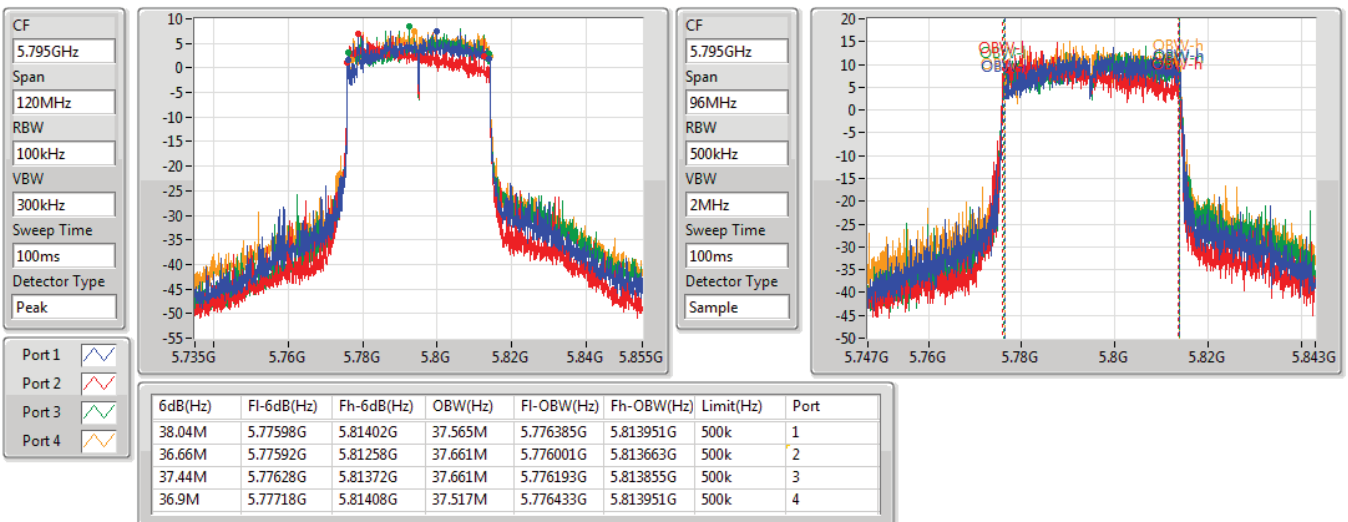 CF
5.795GHz
Span
120MHz
RBW
100kHz
VBW
300kHz
Sweep Time
100ms
Detector Type
Peak
10
5
0
-5
-10
-15
-20
-25
-30
-35
-40
-45
-50
-55
5.735G 5.76G 5.78G 5.8G 5.82G 5.84G 5.855G
CF
5.795GHz
Span
96MHz
RBW
500kHz
VBW
2MHz
Sweep Time
100ms
Detector Type
Sample
20
15
10
5
0
-5
-10
-15
-20
-25
-30
-35
-40
-45
-50
OBW-h
OBW-h
5.747G 5.76G 5.78G 5.8G 5.82G 5.843G
Port 1
Port 2
Port 3
Port 4
6dB(Hz) Fl-6dB(Hz) Fh-6dB(Hz) OBW(Hz) Fl-OBW(Hz) Fh-OBW(Hz) Limit(Hz) Port
38.04M 5.77598G 5.81402G 37.565M 5.776385G 5.813951G 500k 1
36.66M 5.77592G 5.81258G 37.661M 5.776001G 5.813663G 500k 2
37.44M 5.77628G 5.81372G 37.661M 5.776193G 5.813855G 500k 3
36.9M 5.77718G 5.81408G 37.517M 5.776433G 5.813951G 500k 4